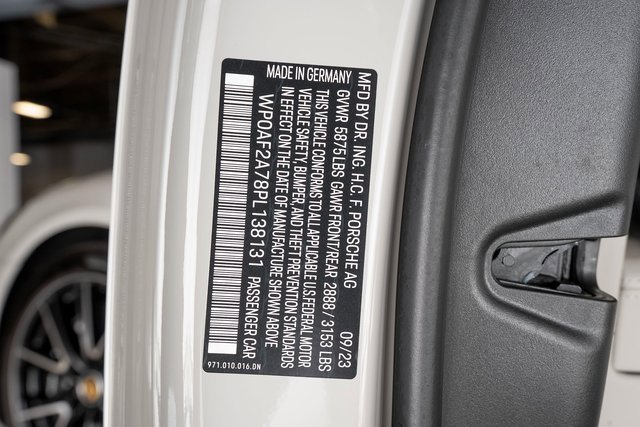 MFD BY DR. ING. H.C. F. PORSCHE AG
MADE IN GERMANY 09/23
GVWR 5875 LBS GAWR FRONT/REAR 2888 / 3153 LBS
THIS VEHICLE CONFORMS TO ALL APPLICABLE U.S.FEDERAL MOTOR
VEHICLE SAFETY, BUMPER, AND THEFT PREVENTION STANDARDS
IN EFFECT ON THE DATE OF MANUFACTURE SHOWN ABOVE
WP0AF2A78PL138131 PASSENGER CAR
971.010.016.DN